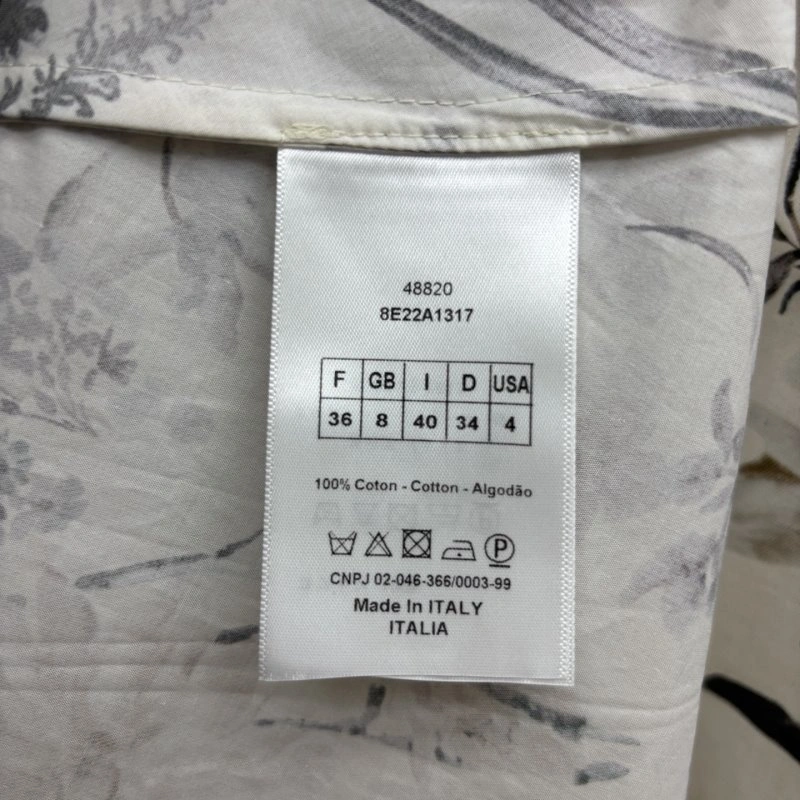 48820
8E22A1317
F GB I D USA
36 8 40 34 4
100% Coton - Cotton - Algodão
P
CNPJ 02-046-366/0003-99
Made In ITALY
ITALIA